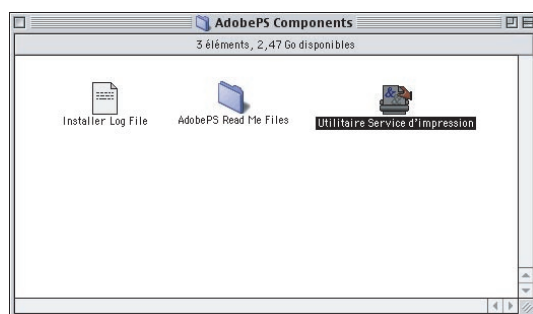 AdobePS Components
3 éléments, 2,47 Go disponibles
Installer Log File
AdobePS Read Me Files
Utilitaire Service d'impression